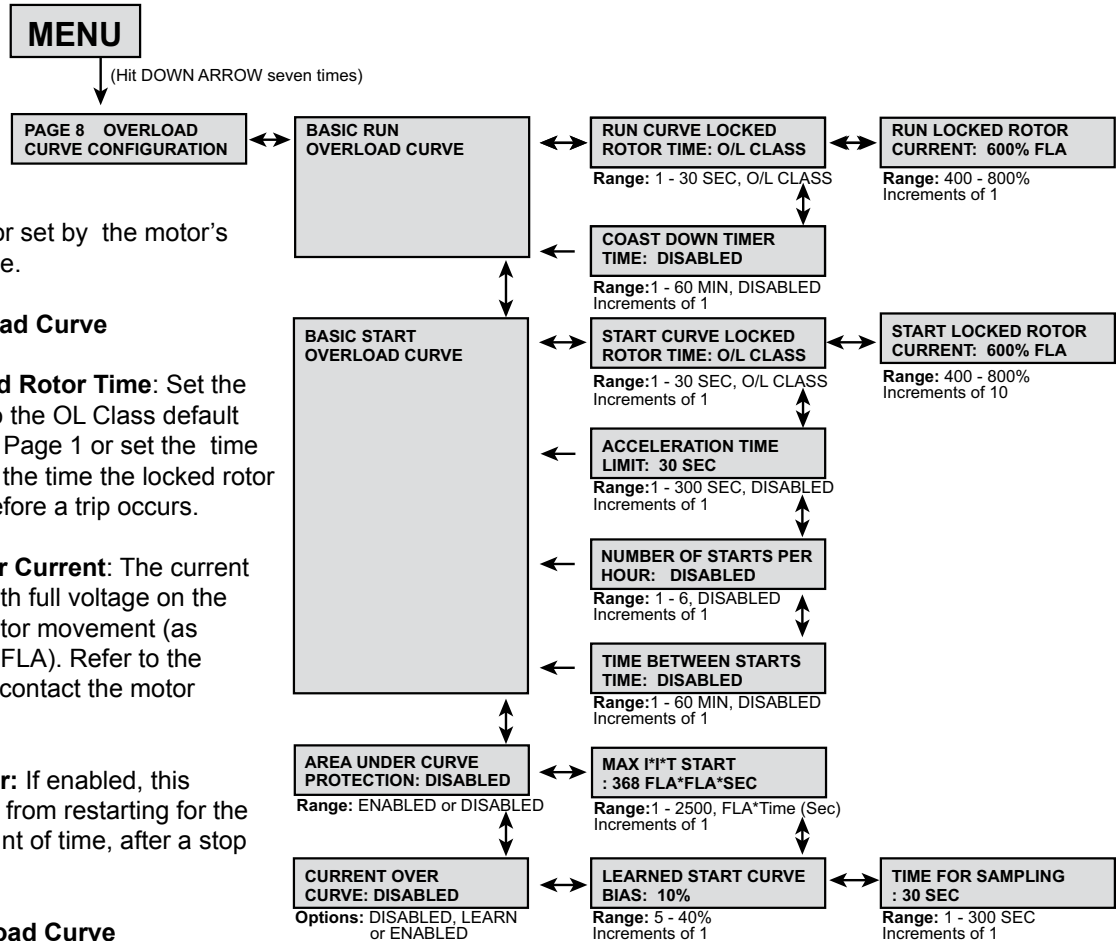 MENU
(Hit DOWN ARROW seven times)
PAGE 8 OVERLOAD
CURVE CONFIGURATION
BASIC RUN
OVERLOAD CURVE
RUN CURVE LOCKED
ROTOR TIME: O/L CLASS
Range: 1 - 30 SEC, O/L CLASS
RUN LOCKED ROTOR
CURRENT: 600% FLA
Range: 400 - 800%
Increments of 1
COAST DOWN TIMER
TIME: DISABLED
Range:1 - 60 MIN, DISABLED
Increments of 1
BASIC START
OVERLOAD CURVE
START CURVE LOCKED
ROTOR TIME: O/L CLASS
Range:1 - 30 SEC, O/L CLASS
Increments of 1
START LOCKED ROTOR
CURRENT: 600% FLA
Range: 400 - 800%
Increments of 10
ACCELERATION TIME
LIMIT: 30 SEC
Range:1 - 300 SEC, DISABLED
Increments of 1
NUMBER OF STARTS PER
HOUR: DISABLED
Range: 1 - 6, DISABLED
Increments of 1
TIME BETWEEN STARTS
TIME: DISABLED
Range:1 - 60 MIN, DISABLED
Increments of 1
AREA UNDER CURVE
PROTECTION: DISABLED
Range: ENABLED or DISABLED
MAX I*I*T START
: 368 FLA*FLA*SEC
Range:1 - 2500, FLA*Time (Sec)
Increments of 1
CURRENT OVER
CURVE: DISABLED
Options: DISABLED, LEARN
or ENABLED
LEARNED START CURVE
BIAS: 10%
Range: 5 - 40%
Increments of 1
TIME FOR SAMPLING
: 30 SEC
Range: 1 - 300 SEC
Increments of 1
or set by the motor's
e.
ad Curve
d Rotor Time: Set the
o the OL Class default
Page 1 or set the time
the time the locked rotor
efore a trip occurs.
r Current: The current
th full voltage on the
tor movement (as
FLA). Refer to the
contact the motor
r: If enabled, this
from restarting for the
nt of time, after a stop
oad Curve